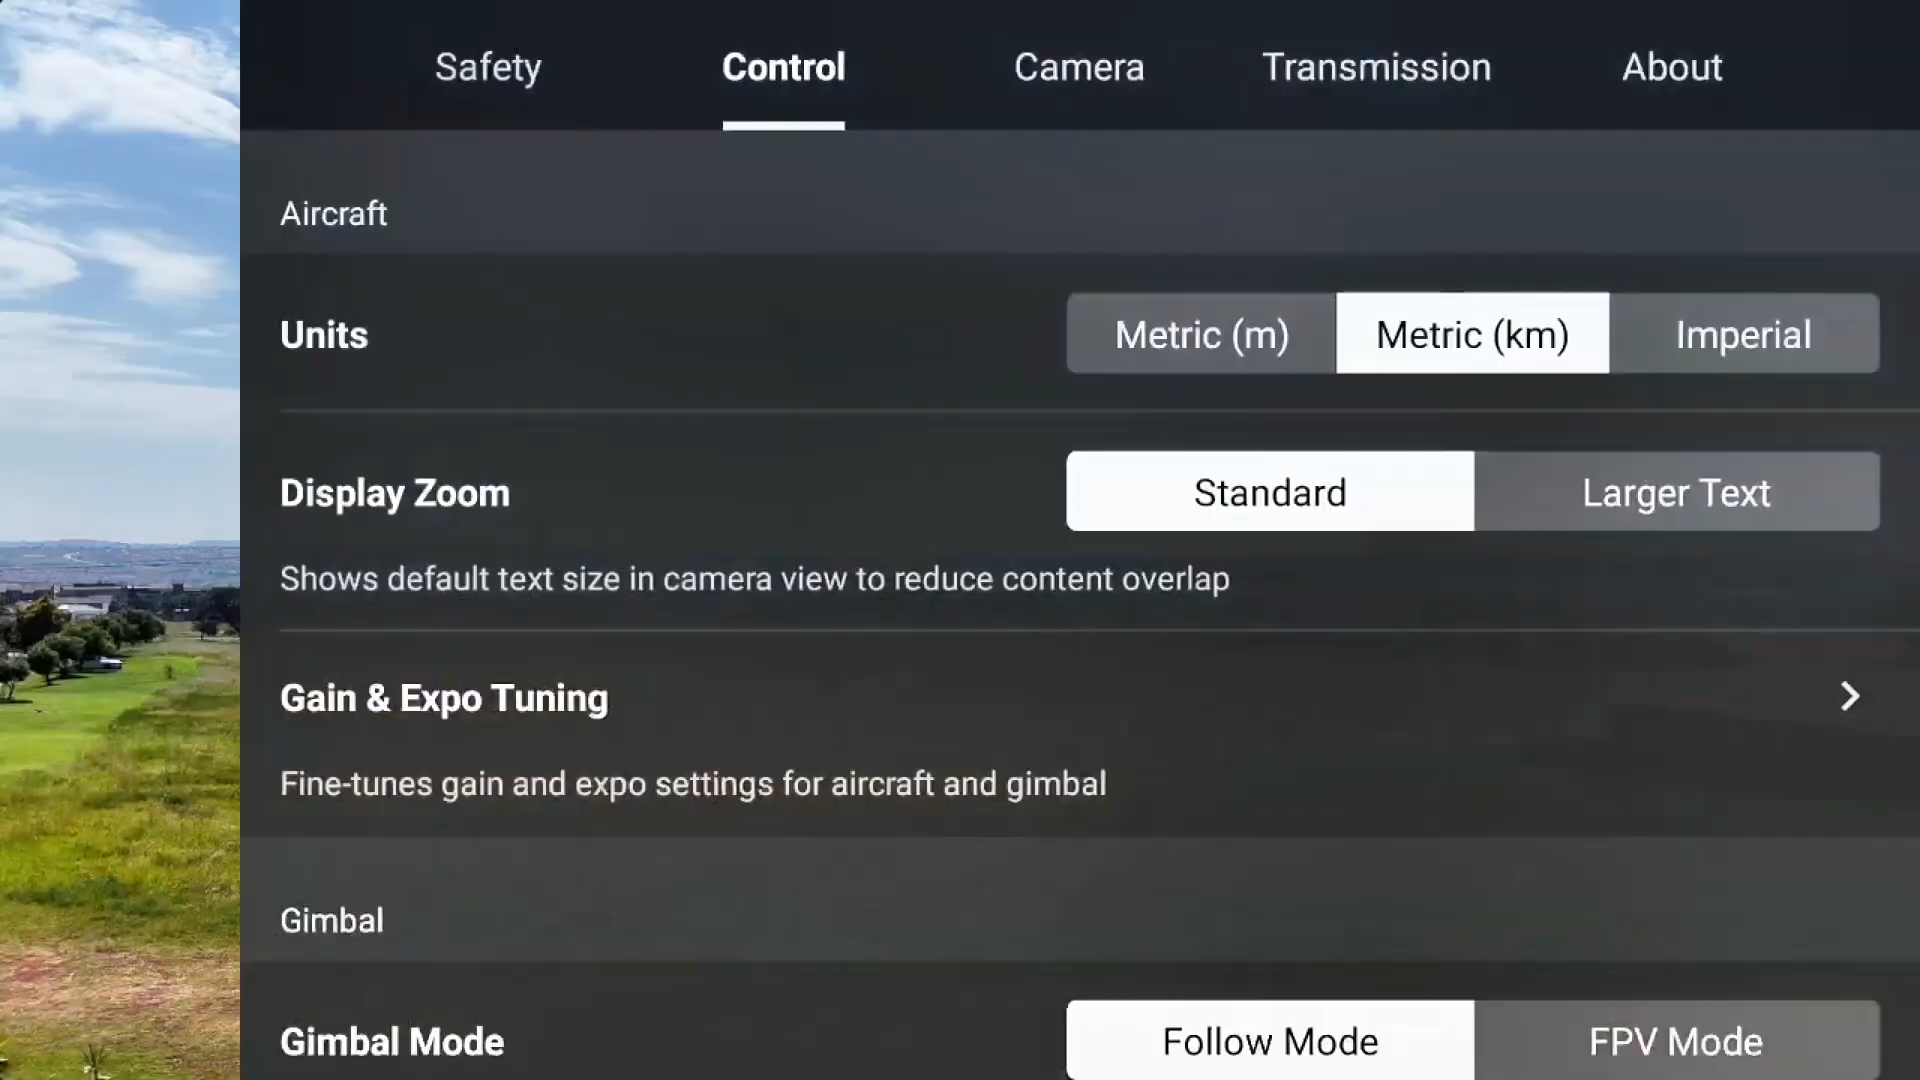 Safety Control Camera Transmission About
Aircraft
Units Metric (m) Metric (km) Imperial
Display Zoom Standard Larger Text
Shows default text size in camera view to reduce content overlap
Gain & Expo Tuning
Fine-tunes gain and expo settings for aircraft and gimbal
Gimbal
Gimbal Mode Follow Mode FPV Mode